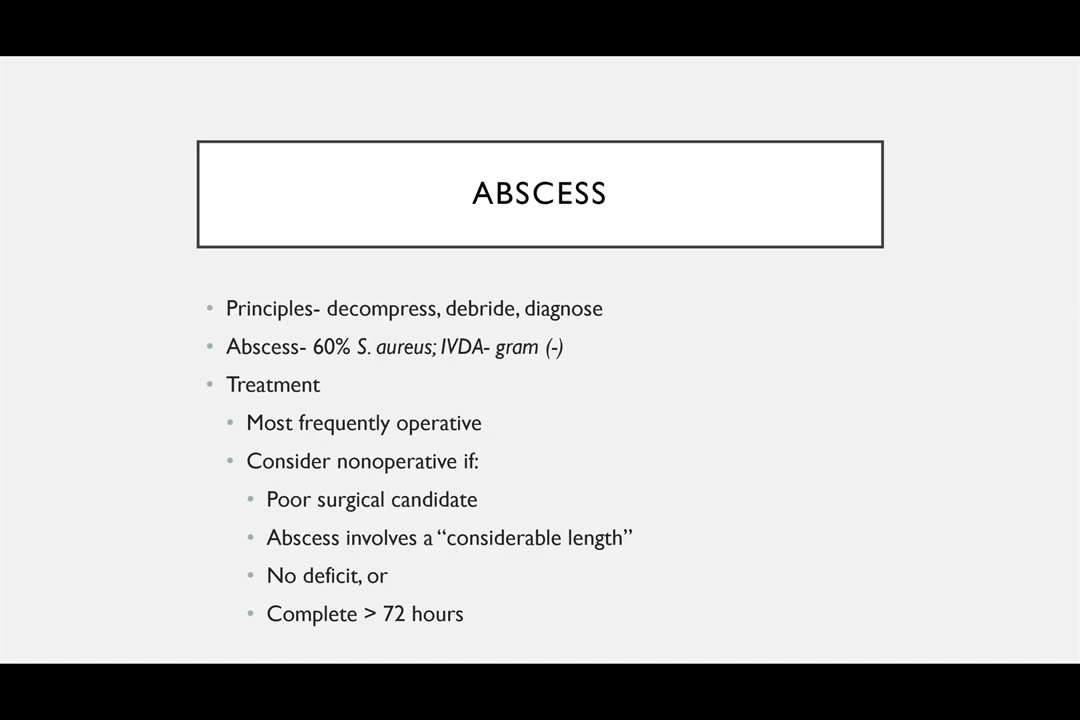 ABSCESS
Principles- decompress, debride, diagnose
Abscess- 60% S. aureus; IVDA- gram (-)
Treatment
Most frequently operative
Consider nonoperative if:
Poor surgical candidate
Abscess involves a “considerable length”
No deficit, or
Complete > 72 hours